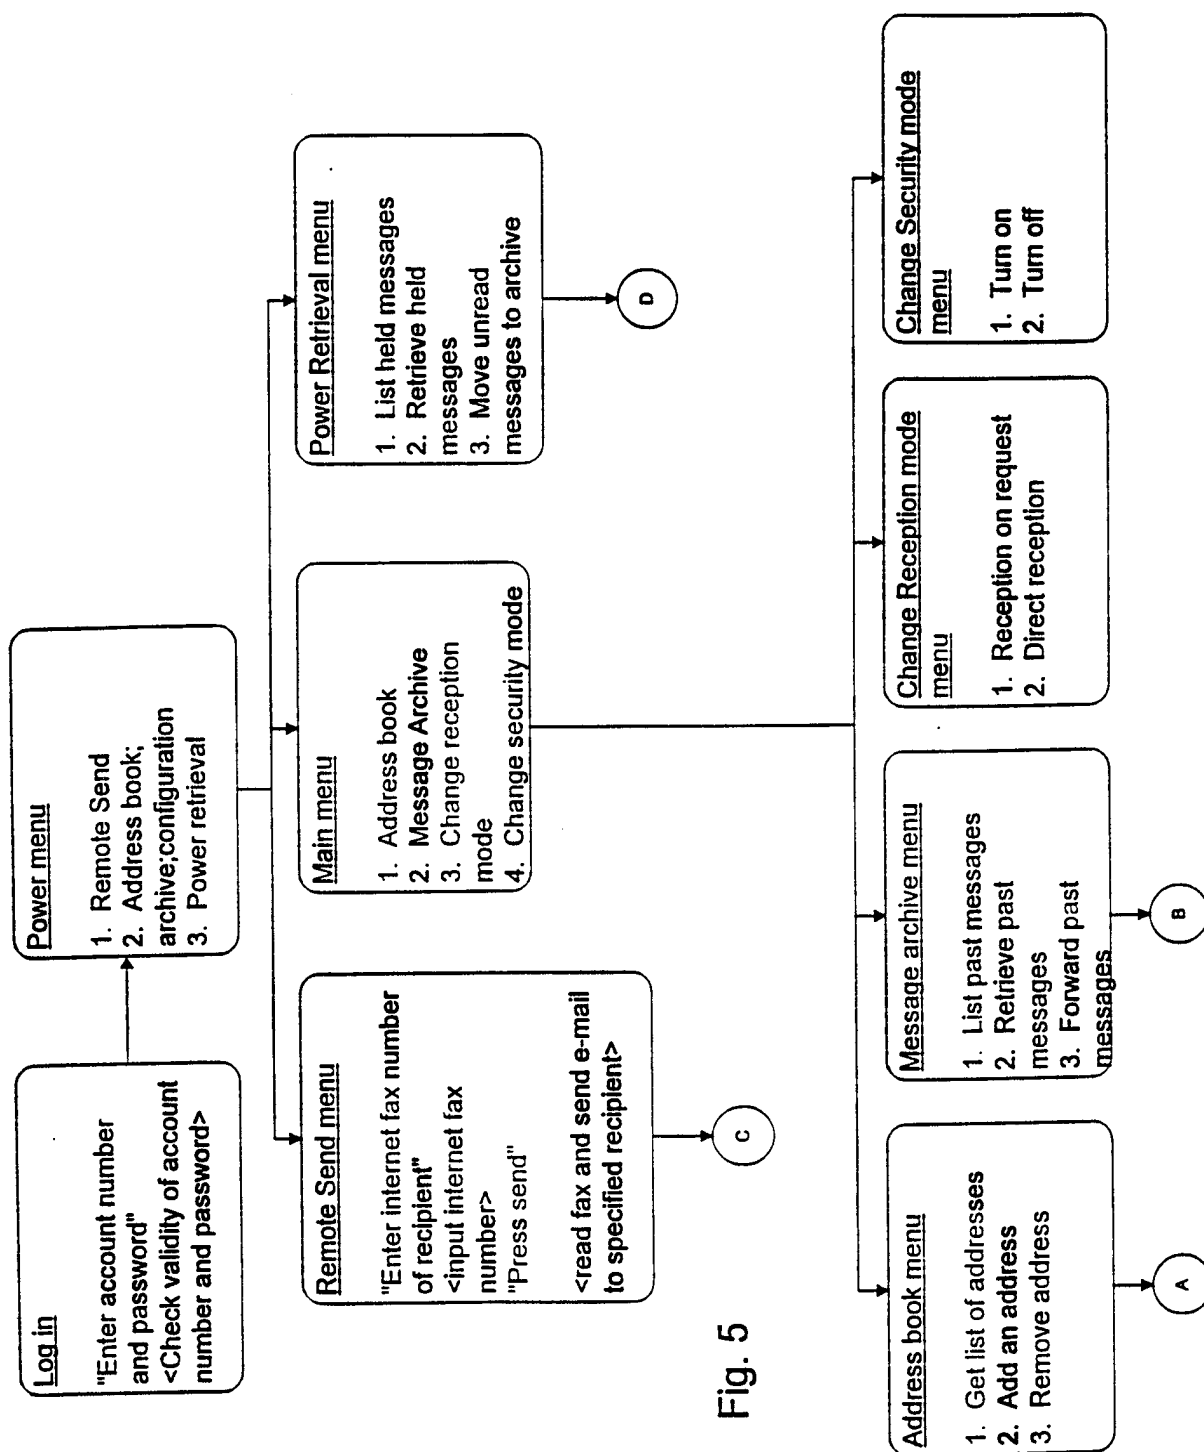 Log in
"Enter account number
and password"
<Check validity of account
number and password>
Power menu
1. Remote Send
2. Address book;
archive;configuration
3. Power retrieval
Remote Send menu
"Enter internet fax number
of recipient"
<input internet fax
number>
"Press send"
<read fax and send e-mail
to specified recipient>
C
Main menu
1. Address book
2. Message Archive
3. Change reception
mode
4. Change security mode
Power Retrieval menu
1. List held messages
2. Retrieve held
messages
3. Move unread
messages to archive
D
Fig. 5
Address book menu
1. Get list of addresses
2. Add an address
3. Remove address
A
Message archive menu
1. List past messages
2. Retrieve past
messages
3. Forward past
messages
B
Change Reception mode
menu
1. Reception on request
2. Direct reception
Change Security mode
menu
1. Turn on
2. Turn off